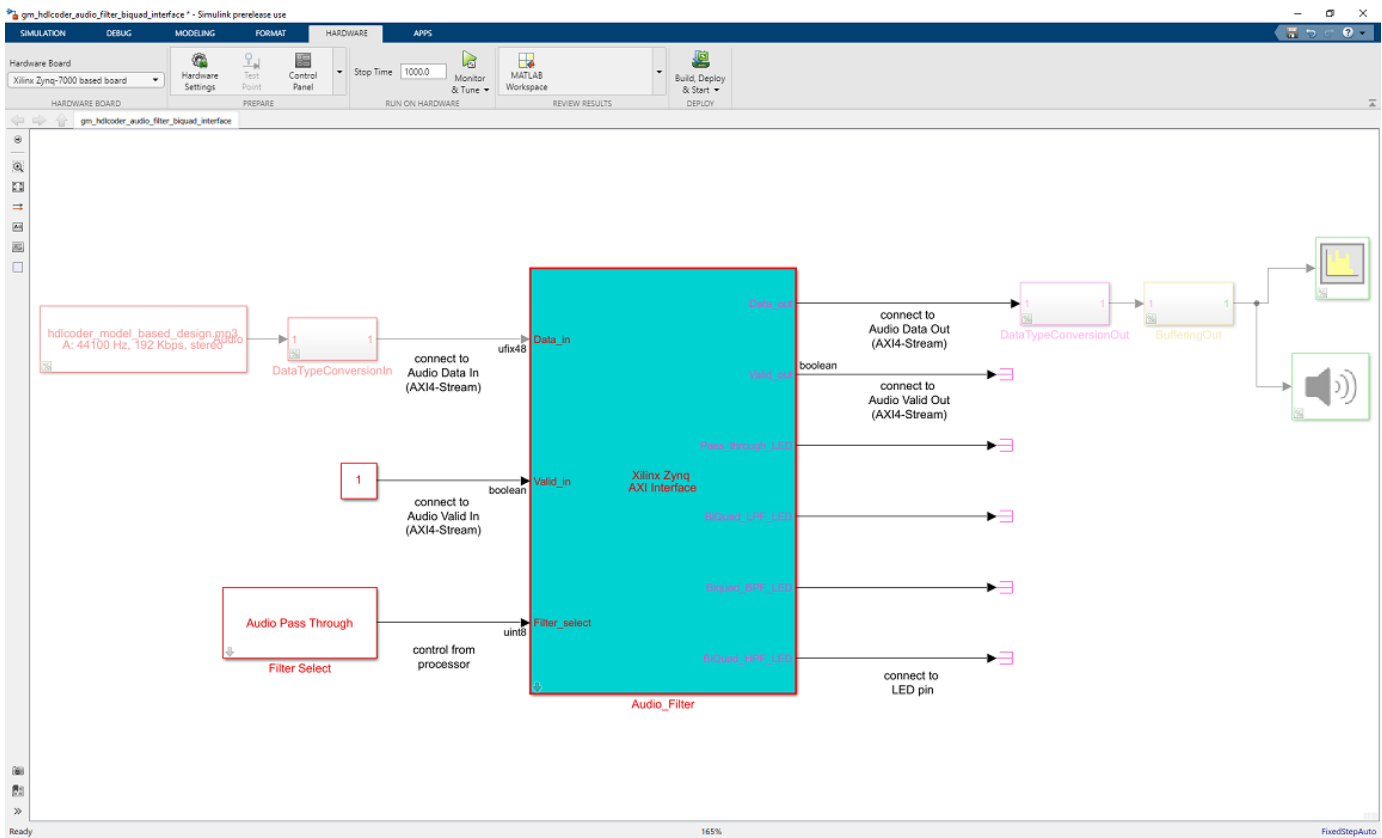 gm_hdlcoder_audio_filter_biquad_interface * - Simulink prerelease use
SIMULATION
DEBUG
MODELING
FORMAT
HARDWARE
APPS
Hardware Board
Xilinx Zynq-7000 based board
HARDWARE BOARD
Hardware
Settings
Test
Point
Control
Panel
PREPARE
Stop Time
1000.0
Monitor
& Tune
RUN ON HARDWARE
MATLAB
Workspace
REVIEW RESULTS
Build, Deploy
& Start
DEPLOY
gm_hdlcoder_audio_filter_biquad_interface
hdlcoder_model_based_design.mp3
A: 44100 Hz, 192 Kbps, stereo
Audio
1
1
DataTypeConversionIn
connect to
Audio Data In
(AXI4-Stream)
ufix48
Data_in
1
connect to
Audio Valid In
(AXI4-Stream)
boolean
Valid_in
Audio Pass Through
Filter Select
control from
processor
uint8
Filter_select
Xilinx Zynq
AXI Interface
Audio_Filter
Data_out
connect to
Audio Data Out
(AXI4-Stream)
Valid_out
boolean
connect to
Audio Valid Out
(AXI4-Stream)
Pass_through_LED
BiQuad_LPF_LED
Biquad_BPF_LED
BiQuad_HPF_LED
connect to
LED pin
1
1
DataTypeConversionOut
1
1
BufferingOut
Ready
165%
FixedStepAuto